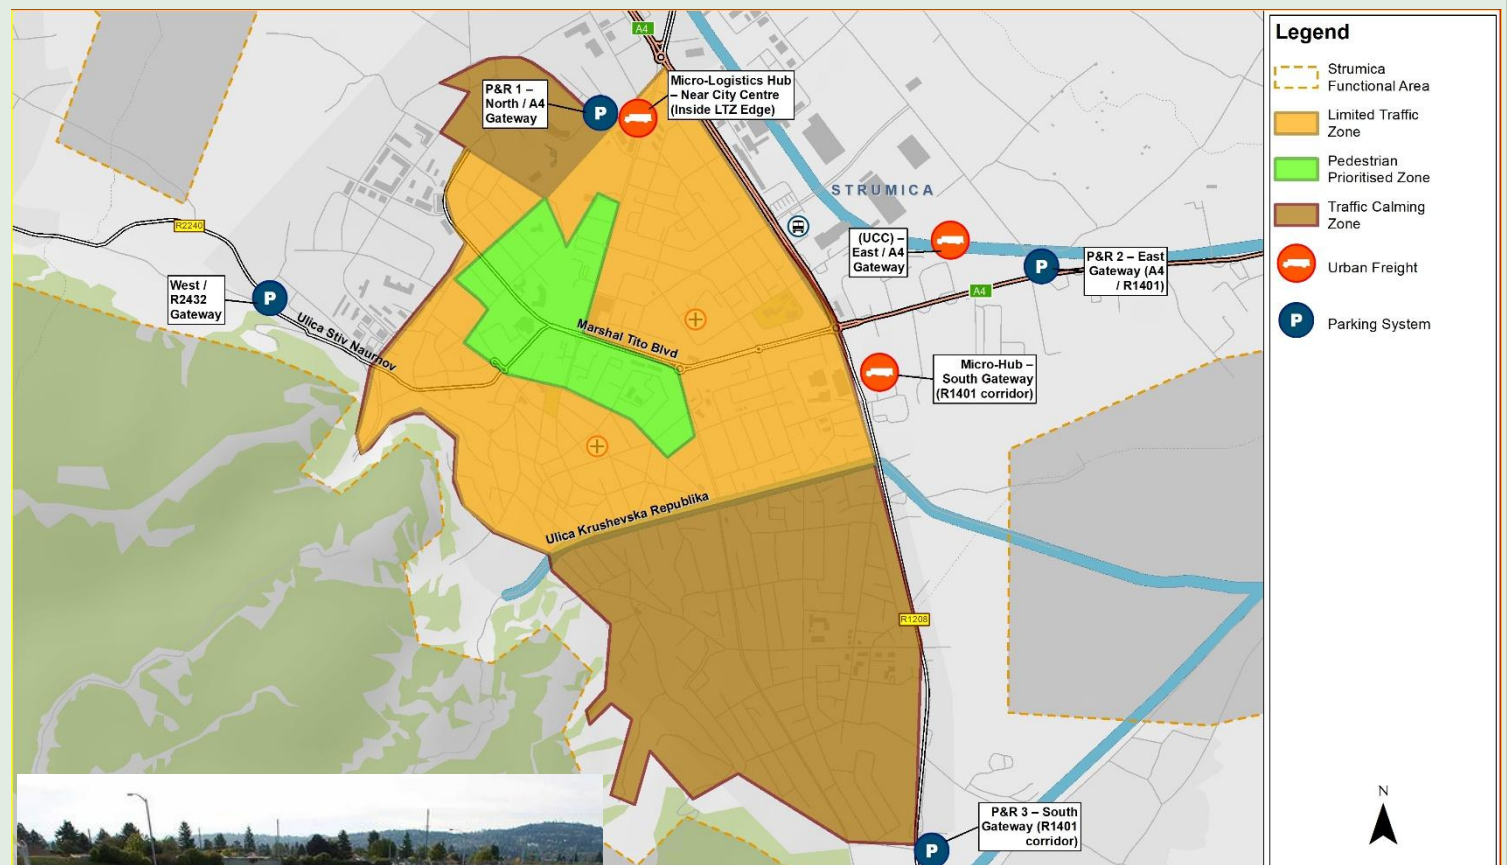 A4
P&R 1 –
North / A4
Gateway
Micro-Logistics Hub
– Near City Centre
(Inside LTZ Edge)
STRUMICA
R2240
(UCC) –
East / A4
Gateway
P&R 2 – East
Gateway (A4
/ R1401)
A4
West /
R2432
Gateway
Ulica Stiv Naumov
Marshal Tito Blvd
Micro-Hub –
South Gateway
(R1401 corridor)
Ulica Krushevska Republika
R1208
P&R 3 – South
Gateway (R1401
corridor)
P
P
P
P
Legend
Strumica
Functional Area
Limited Traffic
Zone
Pedestrian
Prioritised Zone
Traffic Calming
Zone
Urban Freight
P
Parking System
N